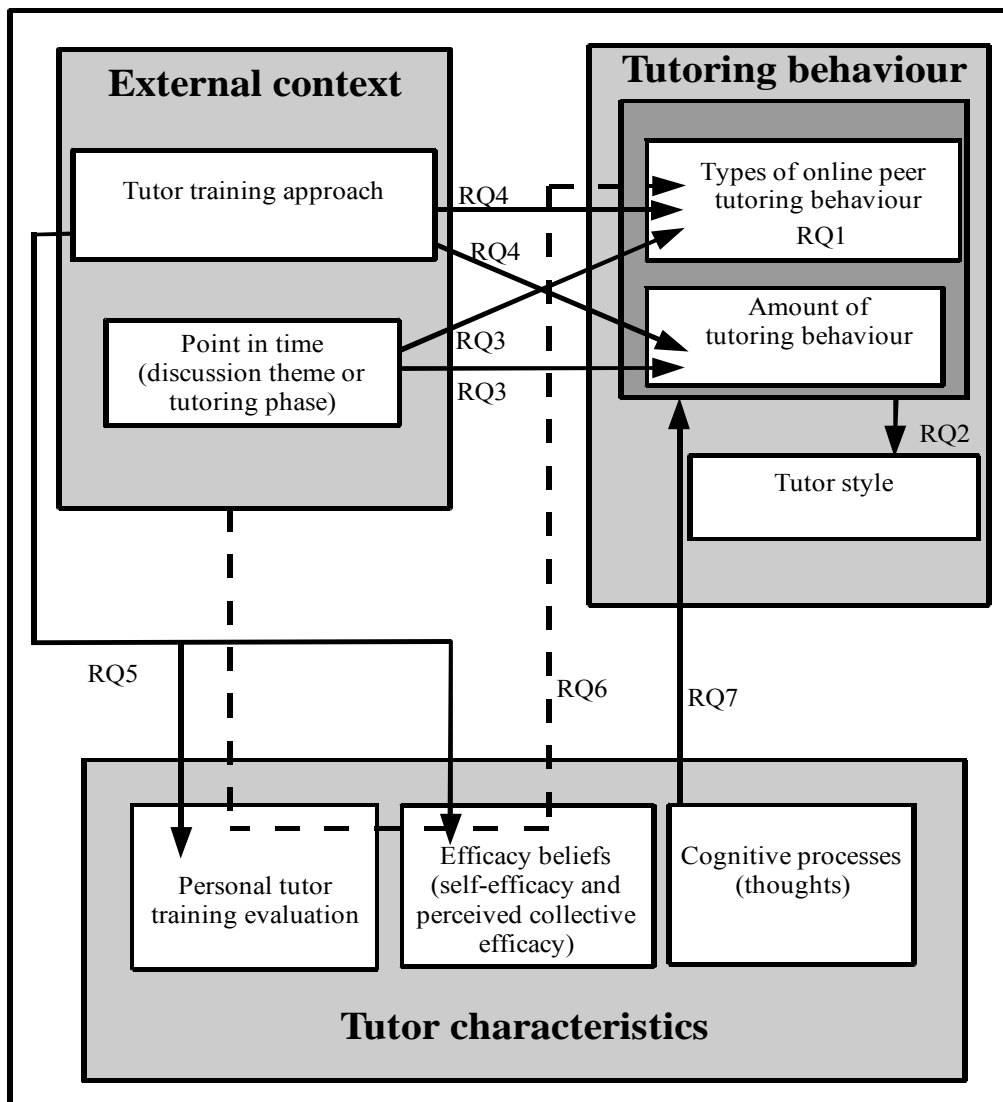 External context
Tutor training approach
Point in time
(discussion theme or
tutoring phase)
RQ4
RQ4
RQ3
RQ3
Tutoring behaviour
Types of online peer
tutoring behaviour
RQ1
Amount of
tutoring behaviour
RQ2
Tutor style
RQ5
RQ6
RQ7
Personal tutor
training evaluation
Efficacy beliefs
(self-efficacy and
perceived collective
efficacy)
Cognitive processes
(thoughts)
Tutor characteristics